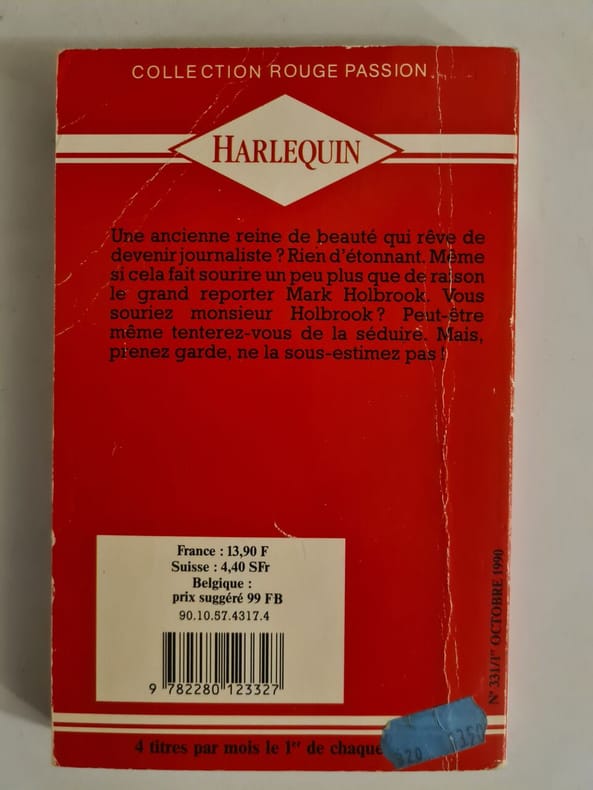 COLLECTION ROUGE PASSION
HARLEQUIN
Une ancienne reine de beauté qui rêve de
devenir journaliste ? Rien d'étonnant. Même
si cela fait sourire un peu plus que de raison
le grand reporter Mark Holbrook. Vous
souriez monsieur Holbrook ? Peut-être
même tenterez-vous de la séduire. Mais,
prenez garde, ne la sous-estimez pas !
France : 13,90 F
Suisse : 4,40 SFr
Belgique :
prix suggéré 99 FB
90.10.57.4317.4
9 782280 123327
N° 331/1er OCTOBRE 1990
4 titres par mois le 1er de chaque